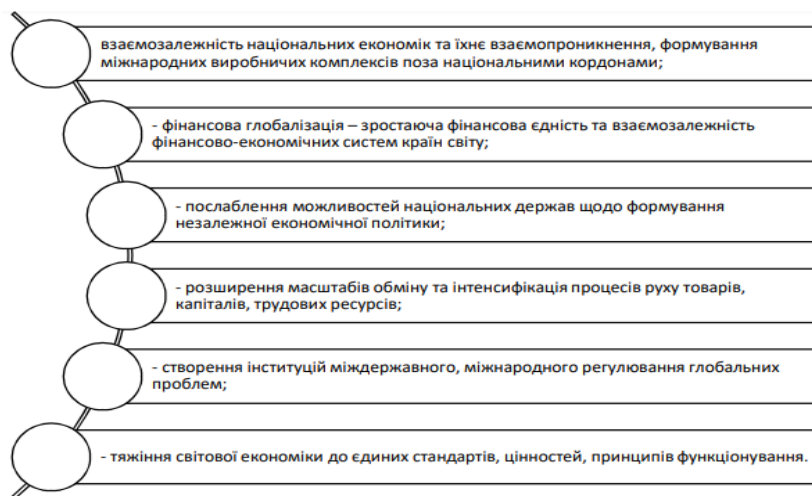 взаємозалежність національних економік та їхнє взаємопроникнення, формування
міжнародних виробничих комплексів поза національними кордонами;
- фінансова глобалізація – зростаюча фінансова єдність та взаємозалежність
фінансово-економічних систем країн світу;
- послаблення можливостей національних держав щодо формування
незалежної економічної політики;
- розширення масштабів обміну та інтенсифікація процесів руху товарів,
капіталів, трудових ресурсів;
- створення інституцій міждержавного, міжнародного регулювання глобальних
проблем;
- тяжіння світової економіки до єдиних стандартів, цінностей, принципів функціонування.